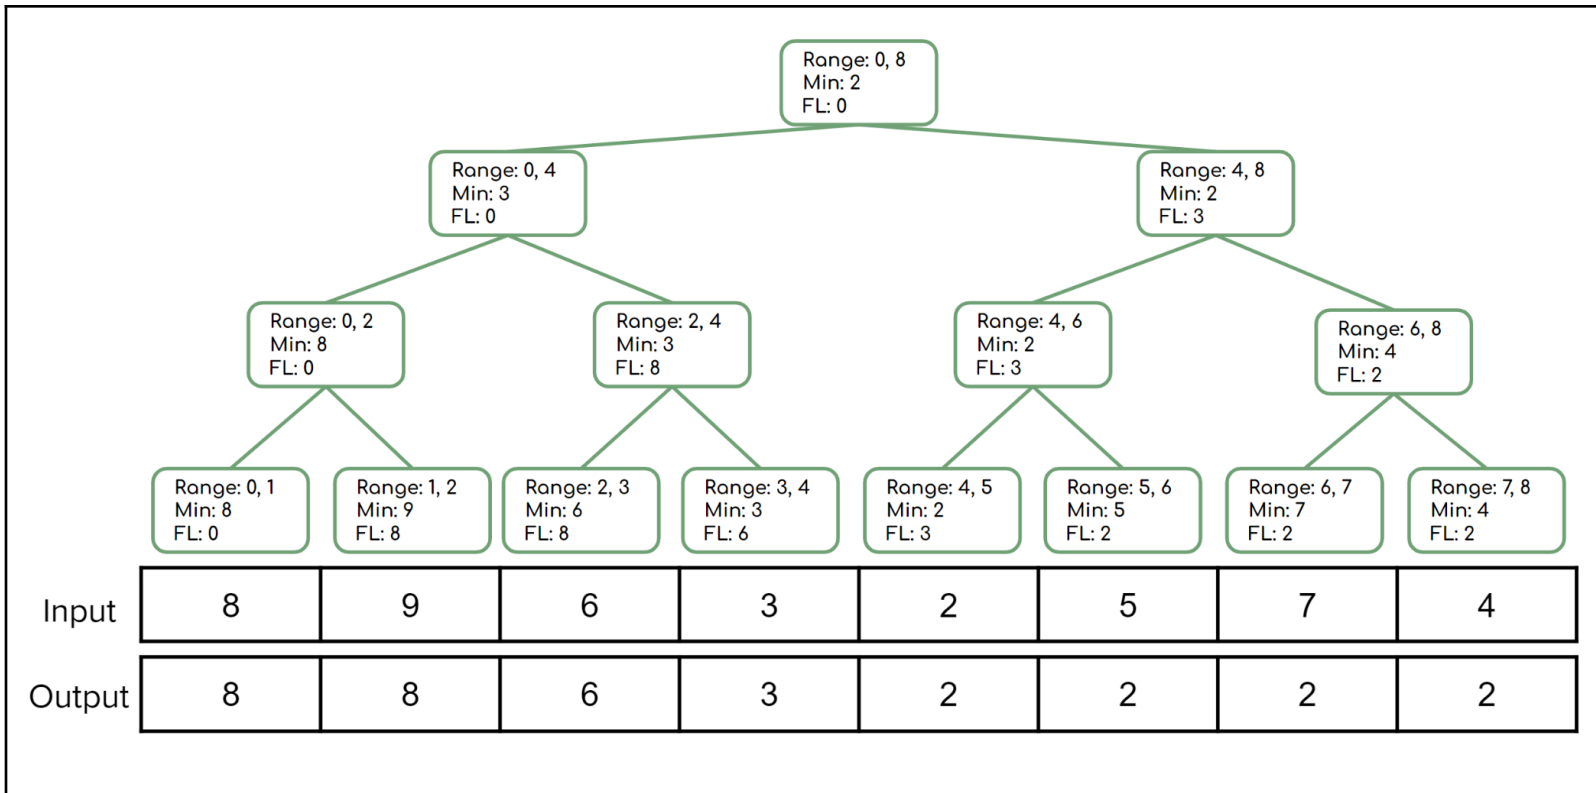 Range: 0, 8
Min: 2
FL: 0
Range: 0, 4
Min: 3
FL: 0
Range: 4, 8
Min: 2
FL: 3
Range: 0, 2
Min: 8
FL: 0
Range: 2, 4
Min: 3
FL: 8
Range: 4, 6
Min: 2
FL: 3
Range: 6, 8
Min: 4
FL: 2
Range: 0, 1
Min: 8
FL: 0
Range: 1, 2
Min: 9
FL: 8
Range: 2, 3
Min: 6
FL: 8
Range: 3, 4
Min: 3
FL: 6
Range: 4, 5
Min: 2
FL: 3
Range: 5, 6
Min: 5
FL: 2
Range: 6, 7
Min: 7
FL: 2
Range: 7, 8
Min: 4
FL: 2
Input 8 9 6 3 2 5 7 4
Output 8 8 6 3 2 2 2 2